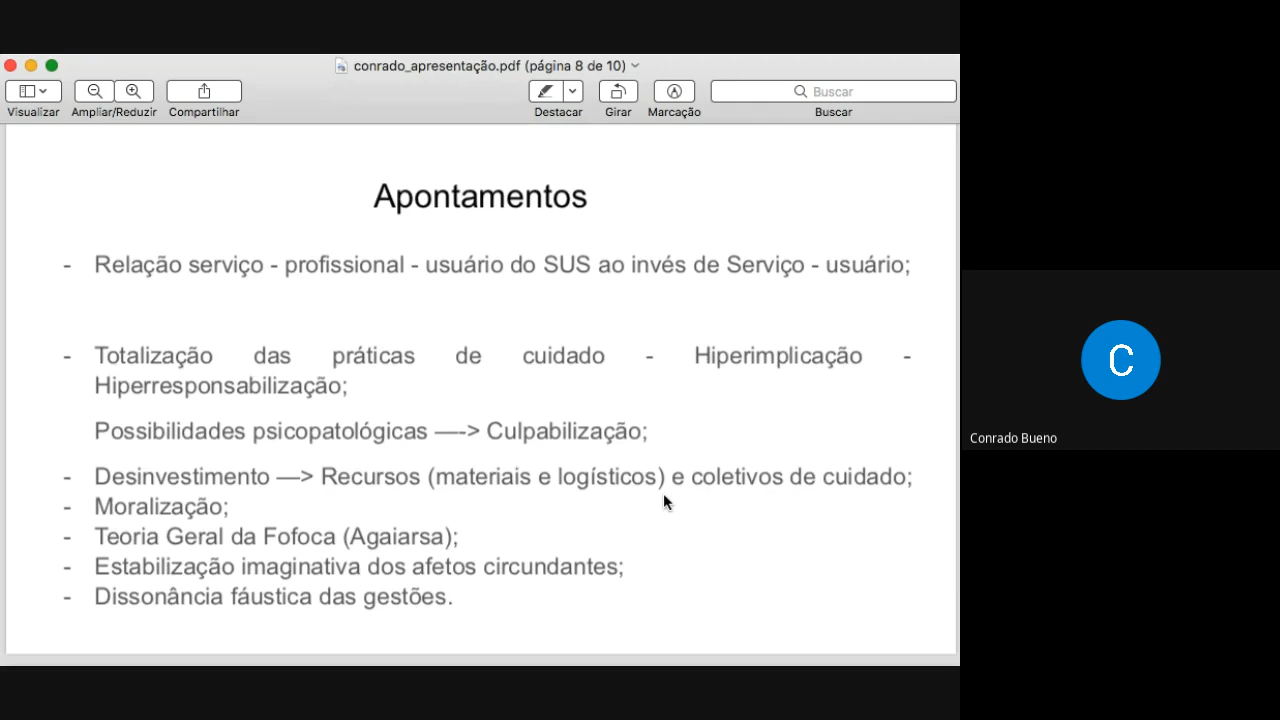 conrado_apresentação.pdf (página 8 de 10)
Buscar
Visualizar Ampliar/Reduzir Compartilhar Destacar Girar Marcação Buscar
Apontamentos
- Relação serviço - profissional - usuário do SUS ao invés de Serviço - usuário;
- Totalização das práticas de cuidado - Hiperimplicação -
Hiperresponsabilização;
Possibilidades psicopatológicas —-> Culpabilização;
- Desinvestimento —> Recursos (materiais e logísticos) e coletivos de cuidado;
- Moralização;
- Teoria Geral da Fofoca (Agaiarsa);
- Estabilização imaginativa dos afetos circundantes;
- Dissonância fáustica das gestões.
C
Conrado Bueno